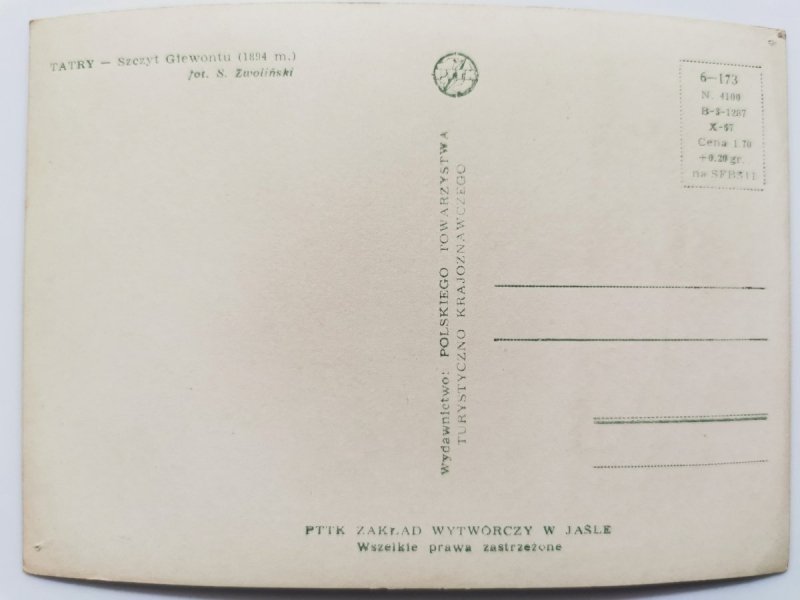 TATRY — Szczyt Giewontu (1894 m.)
fot. S. Zwoliński
6—173
N. 4100
B-3-1287
X-57
Cena 1.70
+0.20 gr.
na SFBS
Wydawnictwo: POLSKIEGO TOWARZYSTWA
TURYSTYCZNO KRAJOZNAWCZEGO
PTTK ZAKŁAD WYTWÓRCZY W JAŚLE
Wszelkie prawa zastrzeżone